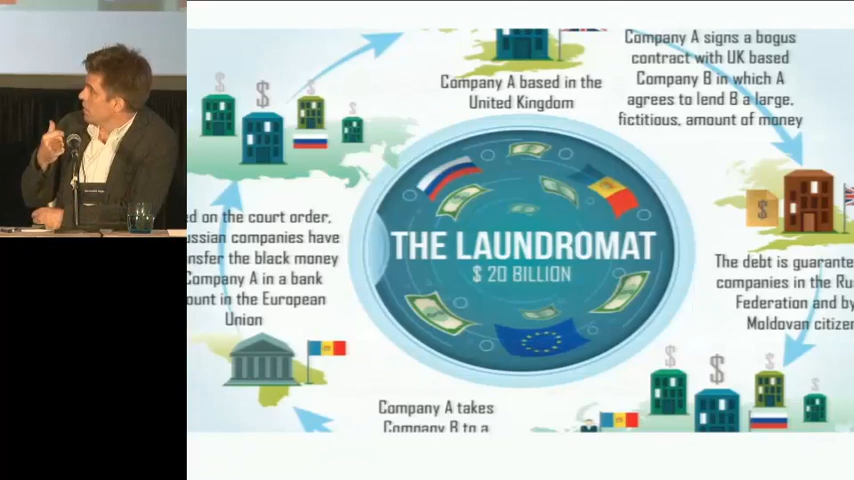 Company A based in the
United Kingdom
Company A signs a bogus
contract with UK based
Company B in which A
agrees to lend B a large,
fictitious, amount of money
THE LAUNDROMAT
$ 20 BILLION
ed on the court order,
ussian companies have
nsfer the black money
Company A in a bank
ount in the European
Union
The debt is guarante
companies in the Ru
Federation and by
Moldovan citizen
Company A takes
Company B to a